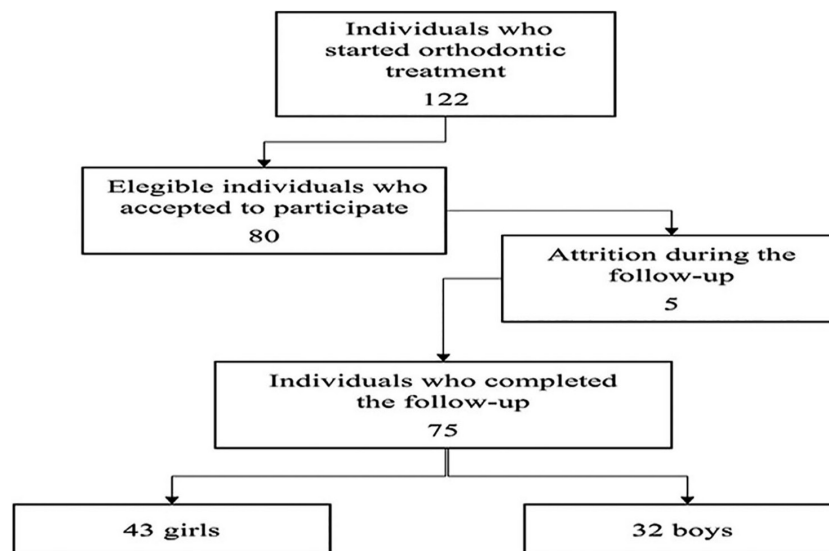 Individuals who
started orthodontic
treatment
122
Elegible individuals who
accepted to participate
80
Attrition during the
follow-up
5
Individuals who completed
the follow-up
75
43 girls
32 boys